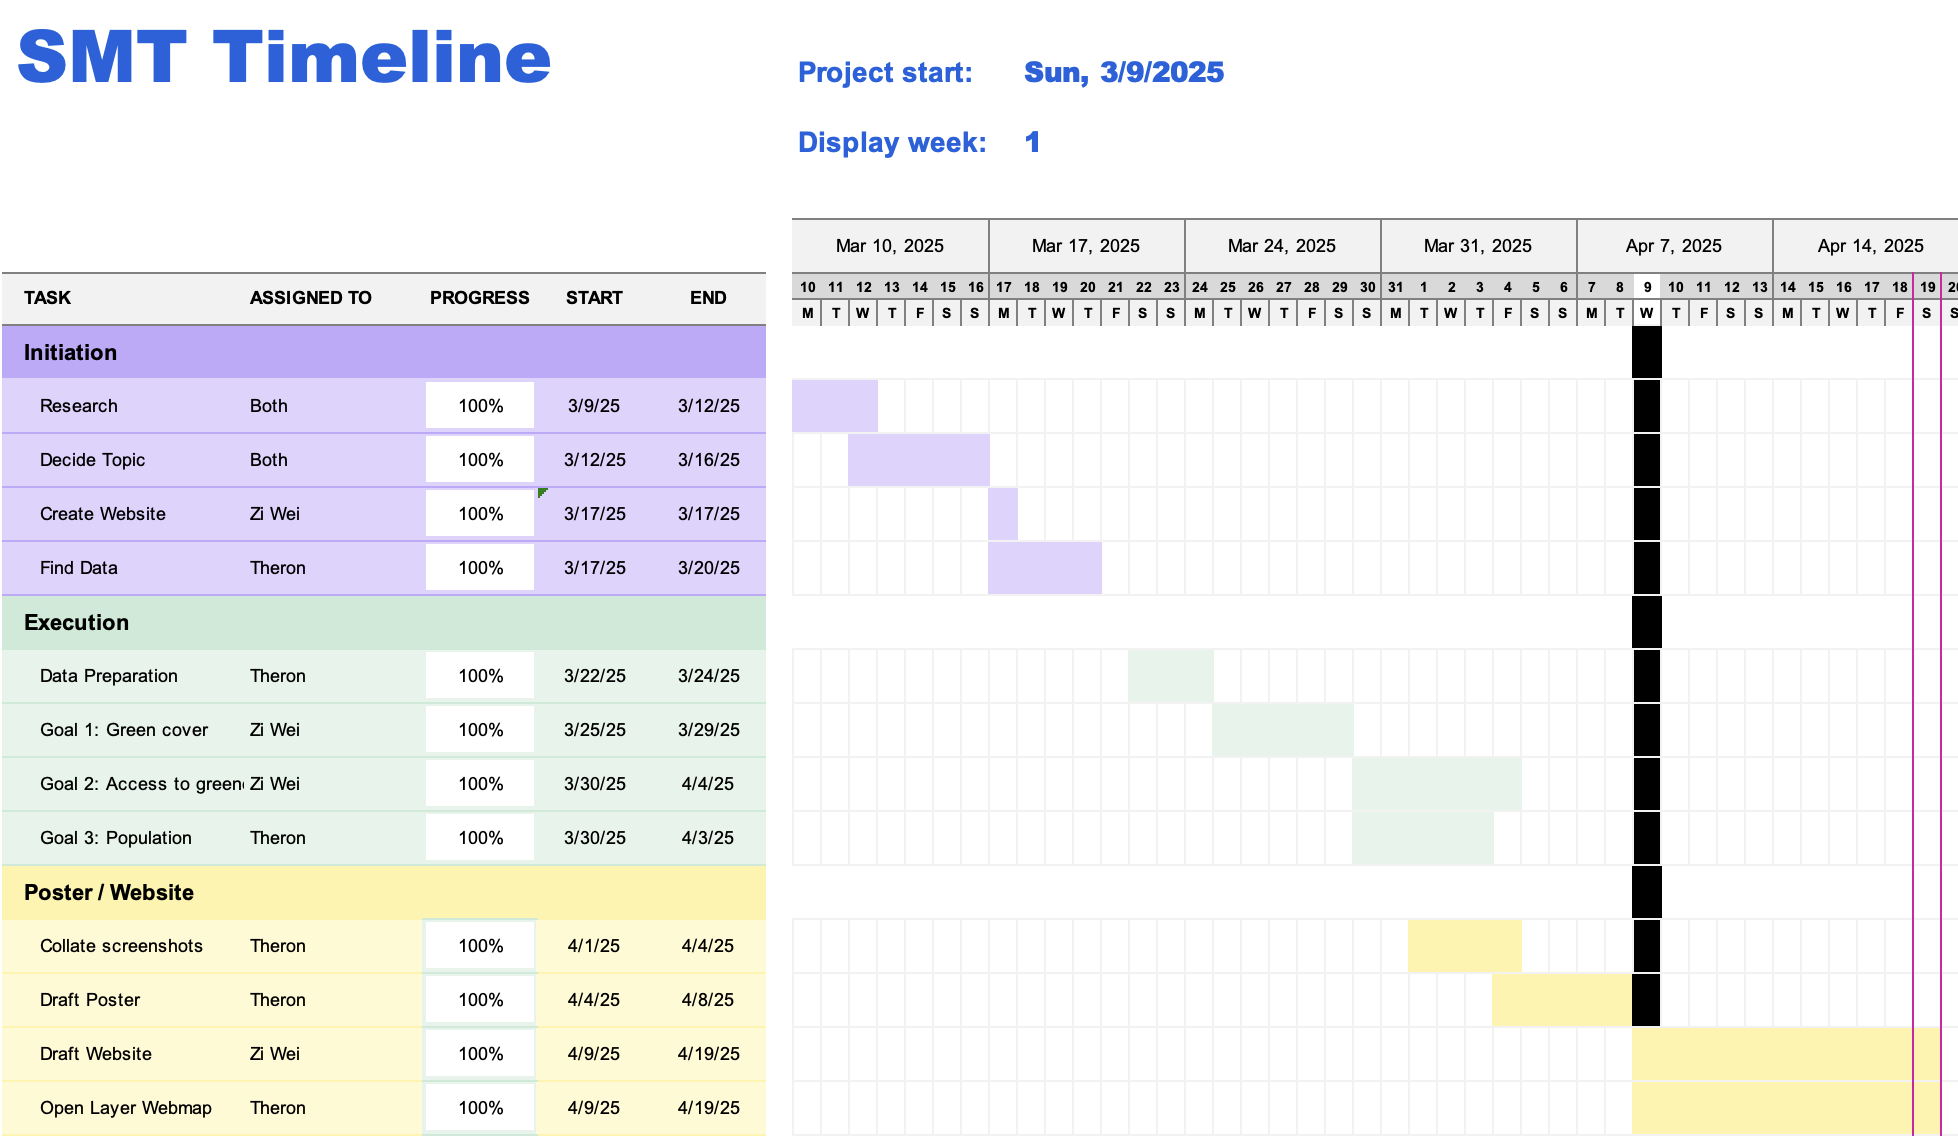 SMT Timeline
Project start: Sun, 3/9/2025
Display week: 1
Mar 10, 2025 Mar 17, 2025 Mar 24, 2025 Mar 31, 2025 Apr 7, 2025 Apr 14, 2025
TASK ASSIGNED TO PROGRESS START END
10 11 12 13 14 15 16 17 18 19 20 21 22 23 24 25 26 27 28 29 30 31 1 2 3 4 5 6 7 8 9 10 11 12 13 14 15 16 17 18 19
M T W T F S S M T W T F S S M T W T F S S M T W T F S S M T W T F S S M T W T F S S
Initiation
Research Both 100% 3/9/25 3/12/25
Decide Topic Both 100% 3/12/25 3/16/25
Create Website Zi Wei 100% 3/17/25 3/17/25
Find Data Theron 100% 3/17/25 3/20/25
Execution
Data Preparation Theron 100% 3/22/25 3/24/25
Goal 1: Green cover Zi Wei 100% 3/25/25 3/29/25
Goal 2: Access to green Zi Wei 100% 3/30/25 4/4/25
Goal 3: Population Theron 100% 3/30/25 4/3/25
Poster / Website
Collate screenshots Theron 100% 4/1/25 4/4/25
Draft Poster Theron 100% 4/4/25 4/8/25
Draft Website Zi Wei 100% 4/9/25 4/19/25
Open Layer Webmap Theron 100% 4/9/25 4/19/25